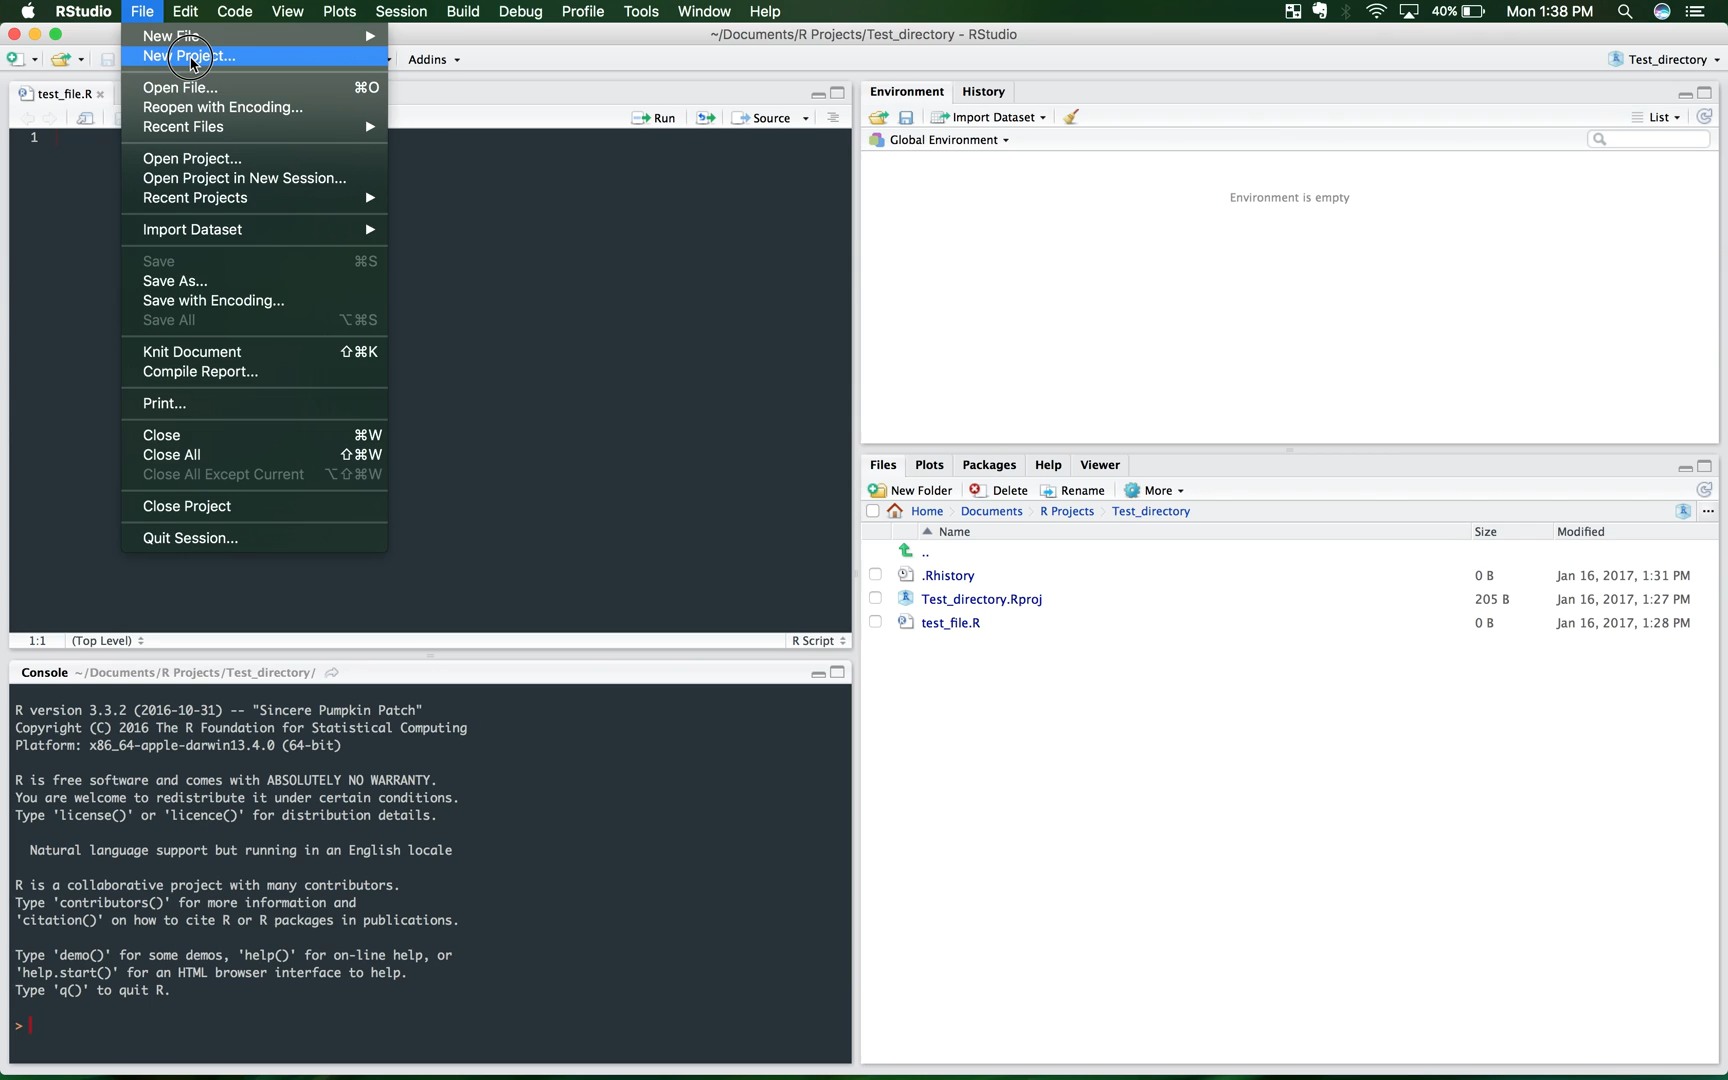 RStudio File Edit Code View Plots Session Build Debug Profile Tools Window Help 40% Mon 1:38 PM
~/Documents/R Projects/Test_directory - RStudio
Addins
Test_directory
New File
New Project...
Open File... ⌘O
Reopen with Encoding...
Recent Files
Open Project...
Open Project in New Session...
Recent Projects
Import Dataset
Save ⌘S
Save As...
Save with Encoding...
Save All ⌥⌘S
Knit Document ⇧⌘K
Compile Report...
Print...
Close ⌘W
Close All ⇧⌘W
Close All Except Current ⌥⇧⌘W
Close Project
Quit Session...
test_file.R
Run Source
1
1:1 (Top Level) R Script
Console ~/Documents/R Projects/Test_directory/
R version 3.3.2 (2016-10-31) -- "Sincere Pumpkin Patch"
Copyright (C) 2016 The R Foundation for Statistical Computing
Platform: x86_64-apple-darwin13.4.0 (64-bit)
R is free software and comes with ABSOLUTELY NO WARRANTY.
You are welcome to redistribute it under certain conditions.
Type 'license()' or 'licence()' for distribution details.
Natural language support but running in an English locale
R is a collaborative project with many contributors.
Type 'contributors()' for more information and
'citation()' on how to cite R or R packages in publications.
Type 'demo()' for some demos, 'help()' for on-line help, or
'help.start()' for an HTML browser interface to help.
Type 'q()' to quit R.
>
Environment History
Import Dataset List
Global Environment
Environment is empty
Files Plots Packages Help Viewer
New Folder Delete Rename More
Home Documents R Projects Test_directory ...
Name Size Modified
..
.Rhistory 0 B Jan 16, 2017, 1:31 PM
Test_directory.Rproj 205 B Jan 16, 2017, 1:27 PM
test_file.R 0 B Jan 16, 2017, 1:28 PM